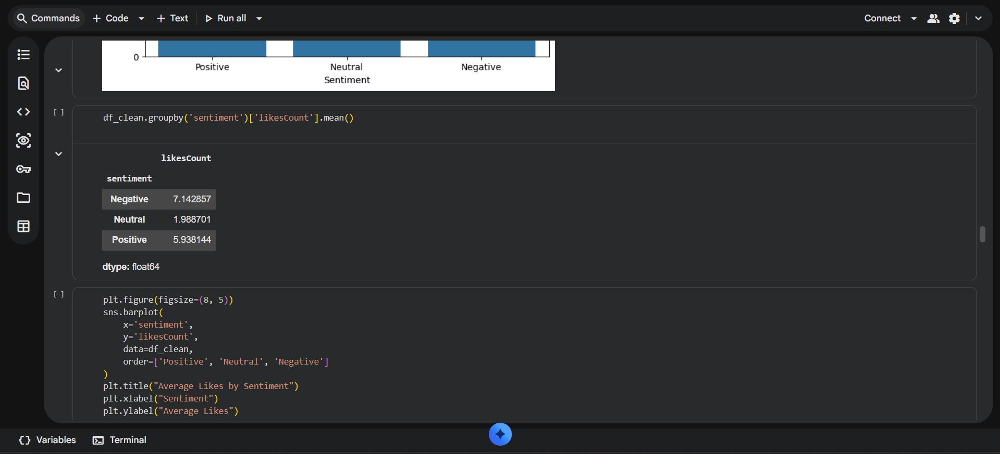 Commands + Code + Text Run all Connect
0
Positive Neutral Negative
Sentiment
[ ] df_clean.groupby('sentiment')['likesCount'].mean()
likesCount
sentiment
Negative 7.142857
Neutral 1.988701
Positive 5.938144
dtype: float64
[ ] plt.figure(figsize=(8, 5))
sns.barplot(
    x='sentiment',
    y='likesCount',
    data=df_clean,
    order=['Positive', 'Neutral', 'Negative']
)
plt.title("Average Likes by Sentiment")
plt.xlabel("Sentiment")
plt.ylabel("Average Likes")
Variables Terminal